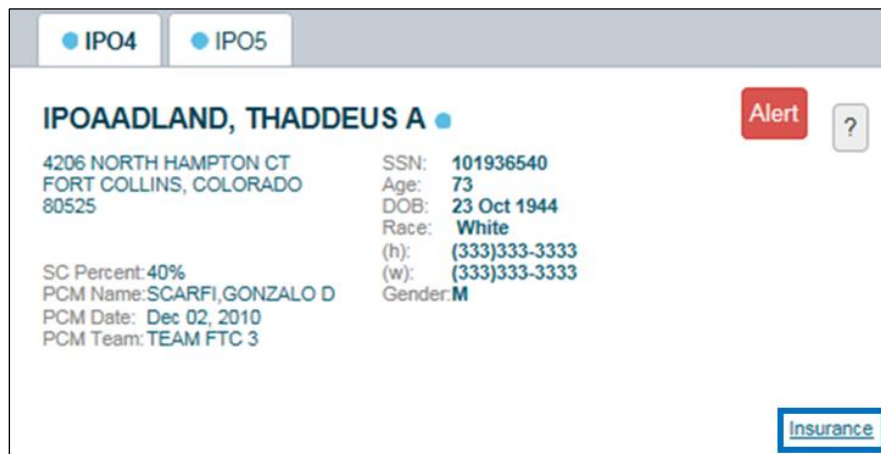 IPO4 IPO5
IPOAADLAND, THADDEUS A
Alert
?
4206 NORTH HAMPTON CT
FORT COLLINS, COLORADO
80525
SC Percent: 40%
PCM Name: SCARFI,GONZALO D
PCM Date: Dec 02, 2010
PCM Team: TEAM FTC 3
SSN: 101936540
Age: 73
DOB: 23 Oct 1944
Race: White
(h): (333)333-3333
(w): (333)333-3333
Gender: M
Insurance